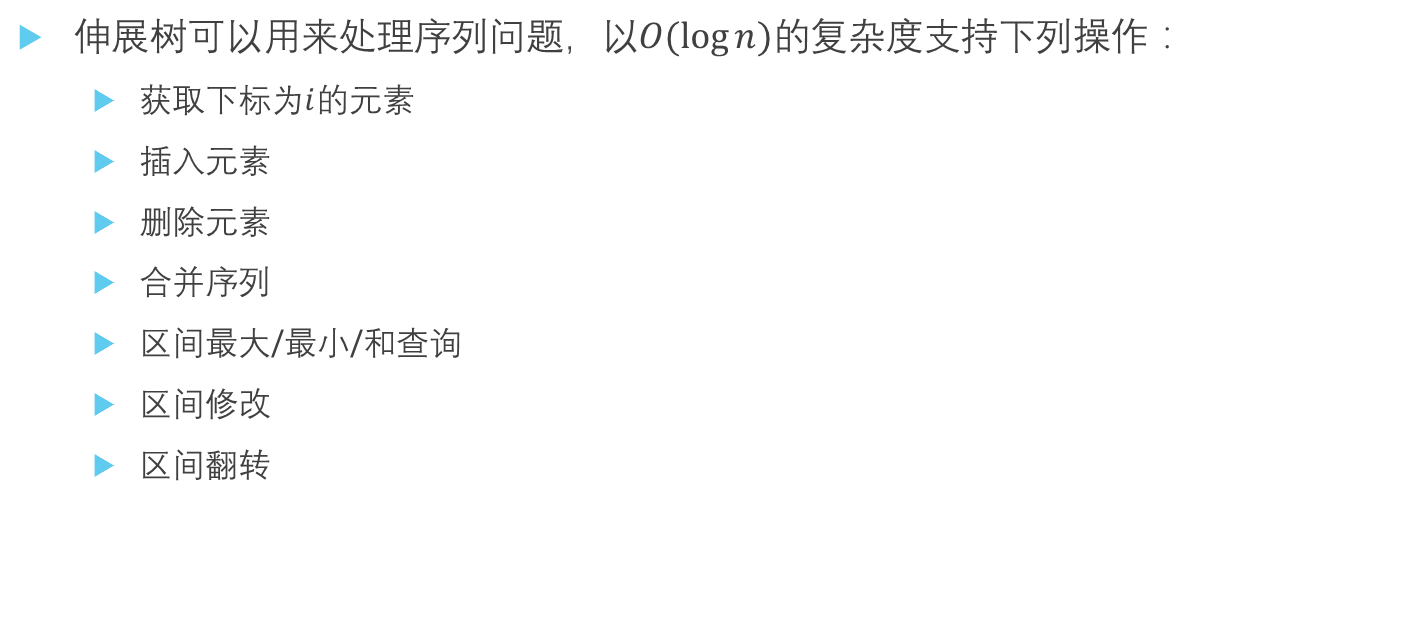 伸展树可以用来处理序列问题，以O(log n)的复杂度支持下列操作：
获取下标为i的元素
插入元素
删除元素
合并序列
区间最大/最小/和查询
区间修改
区间翻转